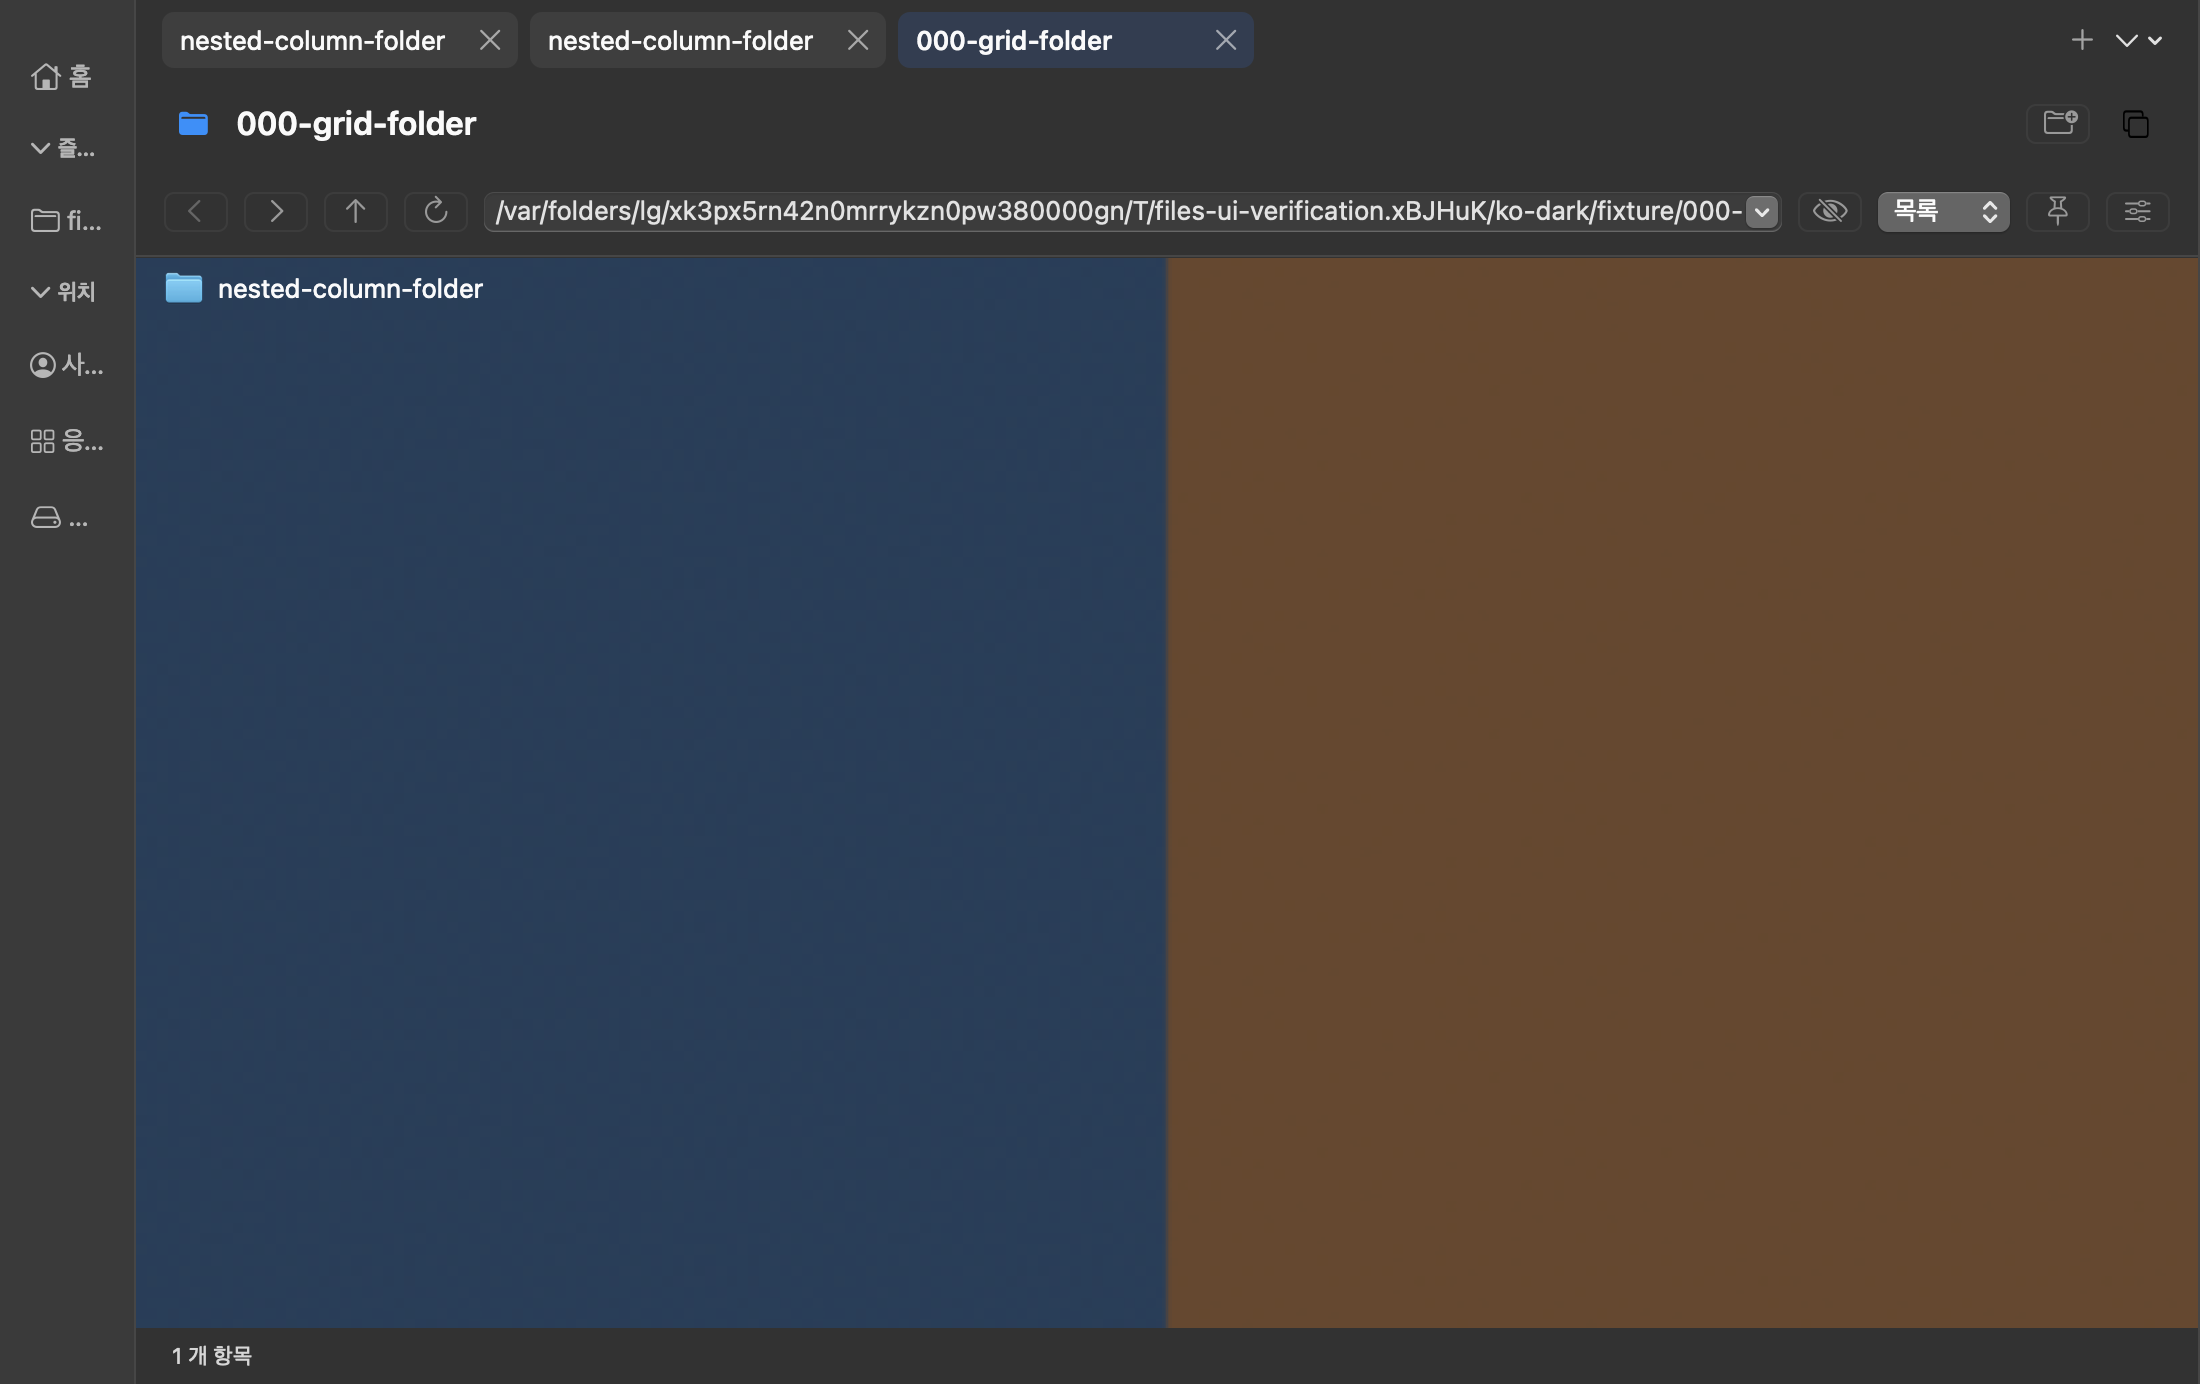 nested-column-folder
nested-column-folder
000-grid-folder
홈
즐...
fi...
위치
사...
응...
...
000-grid-folder
/var/folders/lg/xk3px5rn42n0mrrykzn0pw380000gn/T/files-ui-verification.xBJHuK/ko-dark/fixture/000-
목록
nested-column-folder
1개 항목